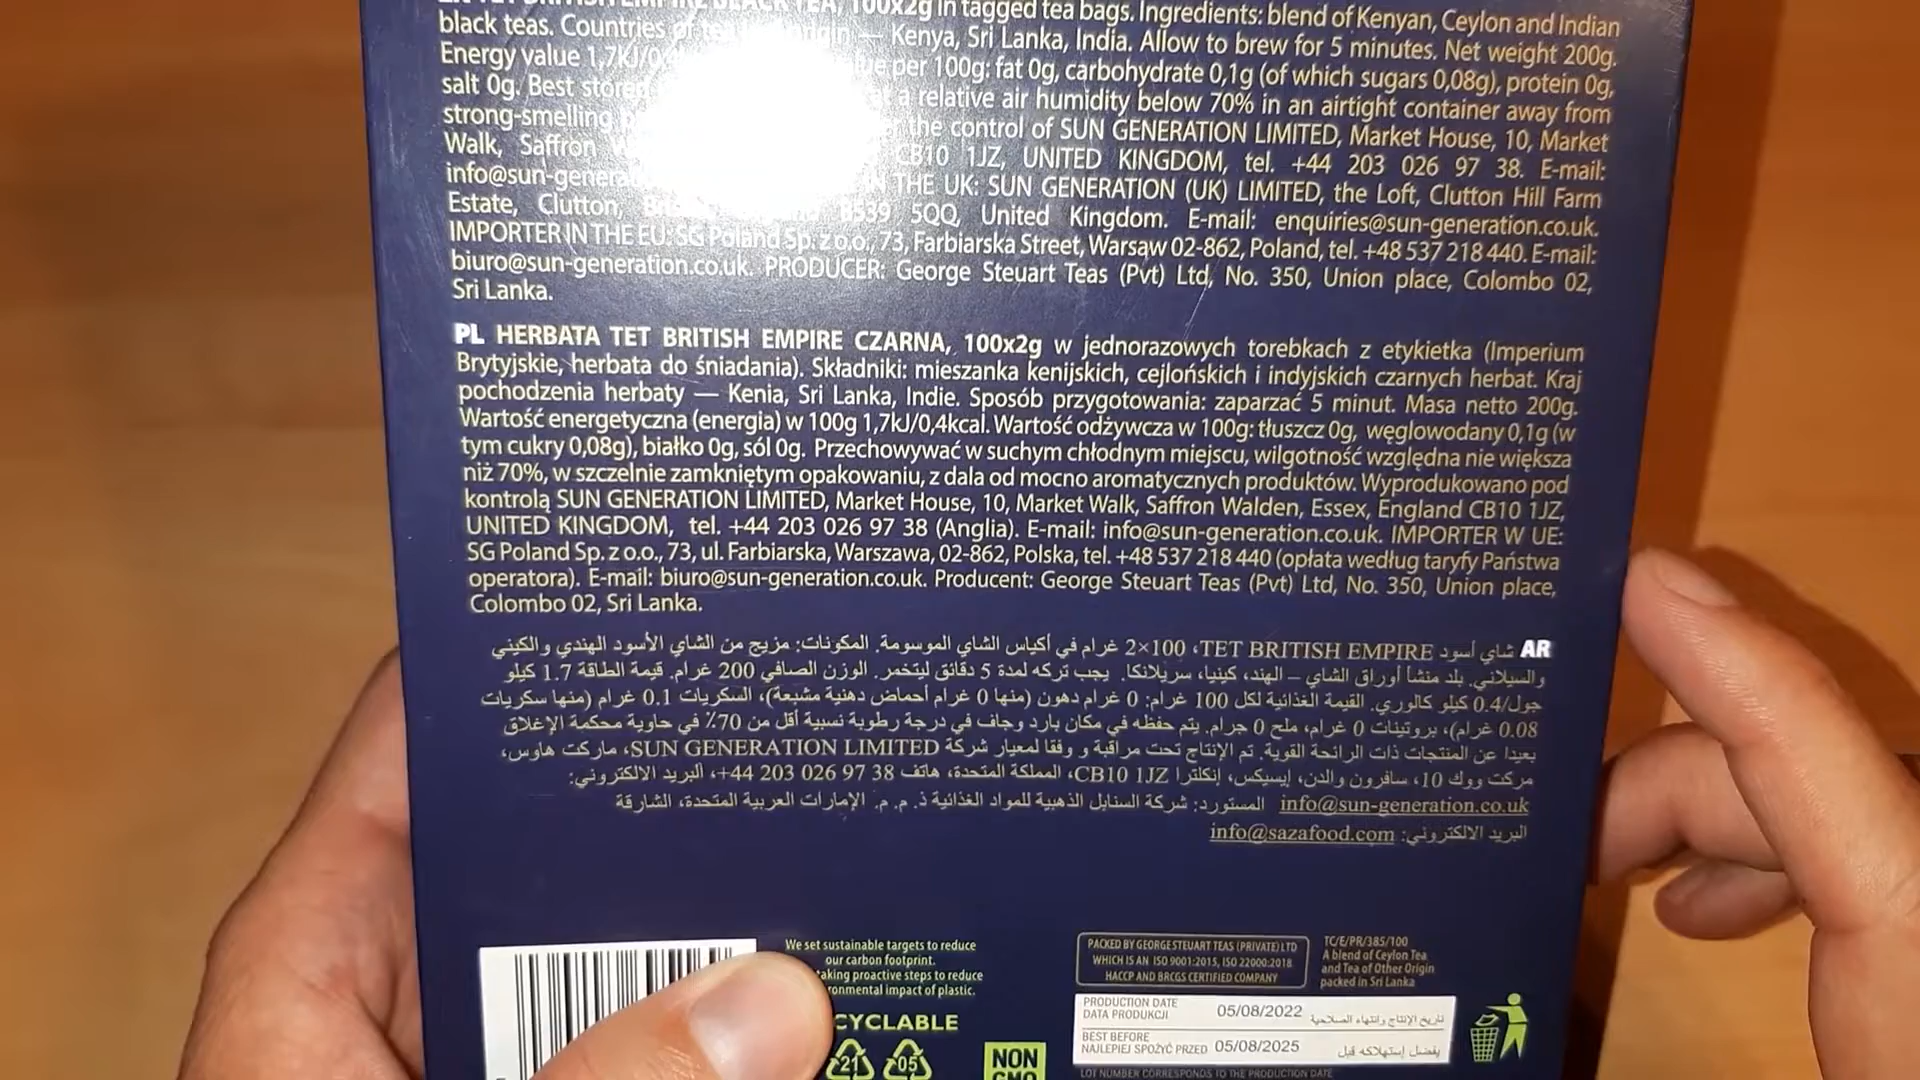 TET BRITISH EMPIRE BLACK TEA, 100x2g in tagged tea bags. Ingredients: blend of Kenyan, Ceylon and Indian
black teas. Countries of — Kenya, Sri Lanka, India. Allow to brew for 5 minutes. Net weight 200g.
Energy value 1,7kJ/0, per 100g: fat 0g, carbohydrate 0,1g (of which sugars 0,08g), protein 0g,
salt 0g. Best stored a relative air humidity below 70% in an airtight container away from
strong-smelling the control of SUN GENERATION LIMITED, Market House, 10, Market
Walk, Saffron CB10 1JZ, UNITED KINGDOM, tel. +44 203 026 97 38. E-mail:
info@sun-genera IN THE UK: SUN GENERATION (UK) LIMITED, the Loft, Clutton Hill Farm
Estate, Clutton, BS39 5QQ, United Kingdom. E-mail: enquiries@sun-generation.co.uk.
IMPORTER IN THE EU: SG Poland Sp. z o.o., 73, Farbiarska Street, Warsaw 02-862, Poland, tel. +48 537 218 440. E-mail:
biuro@sun-generation.co.uk. PRODUCER: George Steuart Teas (Pvt) Ltd, No. 350, Union place, Colombo 02,
Sri Lanka.
PL HERBATA TET BRITISH EMPIRE CZARNA, 100x2g w jednorazowych torebkach z etykietka (Imperium
Brytyjskie, herbata do śniadania). Składniki: mieszanka kenijskich, cejlońskich i indyjskich czarnych herbat. Kraj
pochodzenia herbaty — Kenia, Sri Lanka, Indie. Sposób przygotowania: zaparzać 5 minut. Masa netto 200g.
Wartość energetyczna (energia) w 100g 1,7kJ/0,4kcal. Wartość odżywcza w 100g: tłuszcz 0g, węglowodany 0,1g (w
tym cukry 0,08g), białko 0g, sól 0g. Przechowywać w suchym chłodnym miejscu, wilgotność względna nie większa
niż 70%, w szczelnie zamkniętym opakowaniu, z dala od mocno aromatycznych produktów. Wyprodukowano pod
kontrolą SUN GENERATION LIMITED, Market House, 10, Market Walk, Saffron Walden, Essex, England CB10 1JZ,
UNITED KINGDOM, tel. +44 203 026 97 38 (Anglia). E-mail: info@sun-generation.co.uk. IMPORTER W UE:
SG Poland Sp. z o.o., 73, ul. Farbiarska, Warszawa, 02-862, Polska, tel. +48 537 218 440 (opłata według taryfy Państwa
operatora). E-mail: biuro@sun-generation.co.uk. Producent: George Steuart Teas (Pvt) Ltd, No. 350, Union place,
Colombo 02, Sri Lanka.
AR شاي أسود TET BRITISH EMPIRE، 100×2 غرام في أكياس الشاي الموسومة. المكونات: مزيج من الشاي الأسود الهندي والكيني
والسيلاني. بلد منشأ أوراق الشاي – الهند، كينيا، سريلانكا. يجب تركه لمدة 5 دقائق ليتخمر. الوزن الصافي 200 غرام. قيمة الطاقة 1.7 كيلو
جول/0.4 كيلو كالوري. القيمة الغذائية لكل 100 غرام: 0 غرام دهون (منها 0 غرام أحماض دهنية مشبعة)، السكريات 0.1 غرام (منها سكريات
0.08 غرام)، بروتينات 0 غرام، ملح 0 جرام. يتم حفظه في مكان بارد وجاف في درجة رطوبة نسبية أقل من 70٪ في حاوية محكمة الإغلاق
بعيدا عن المنتجات ذات الرائحة القوية. تم الإنتاج تحت مراقبة و وفقا لمعيار شركة SUN GENERATION LIMITED، ماركت هاوس،
مركت ووك 10، سافرون والدن، إيسيكس، إنكلترا CB10 1JZ، المملكة المتحدة، هاتف 38 97 026 203 44+، البريد الالكتروني:
info@sun-generation.co.uk المستورد: شركة السنابل الذهبية للمواد الغذائية ذ. م. م. الإمارات العربية المتحدة، الشارقة
البريد الالكتروني: info@sazafood.com
We set sustainable targets to reduce
our carbon footprint.
taking proactive steps to reduce
ronmental impact of plastic.
CYCLABLE
21 05
NON
GMO
PACKED BY GEORGE STEUART TEAS (PRIVATE) LTD
WHICH IS AN ISO 9001:2015, ISO 22000:2018
HACCP AND BRCGS CERTIFIED COMPANY
TC/E/PR/385/100
A blend of Ceylon Tea
and Tea of Other Origin
packed in Sri Lanka
PRODUCTION DATE
DATA PRODUKCJI 05/08/2022 تاريخ الإنتاج وانتهاء الصلاحية
BEST BEFORE
NAJLEPIEJ SPOŻYĆ PRZED 05/08/2025 يفضل إستهلاكه قبل
LOT NUMBER CORRESPONDS TO THE PRODUCTION DATE